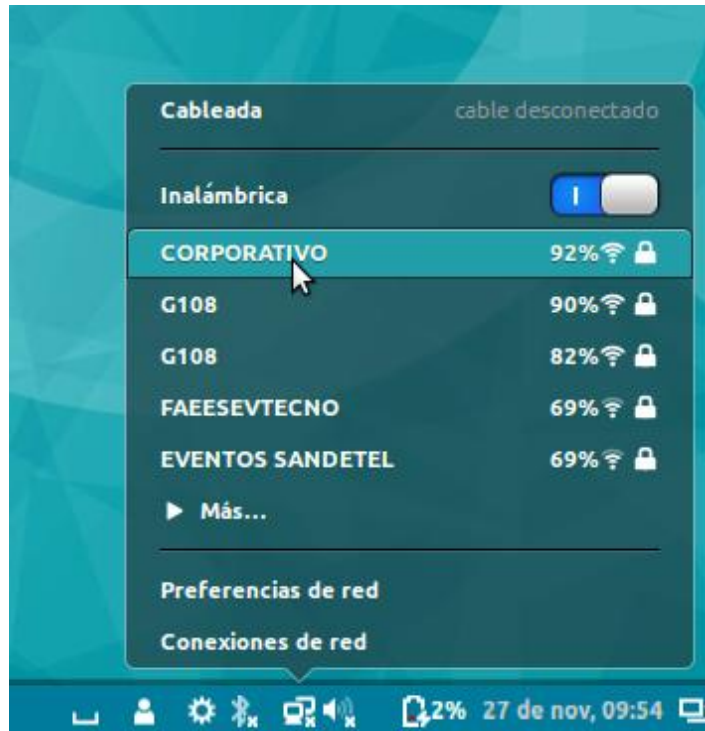 Cableada cable desconectado
Inalámbrica
CORPORATIVO 92%
G108 90%
G108 82%
FAEESEVTECNO 69%
EVENTOS SANDETEL 69%
Más...
Preferencias de red
Conexiones de red
2% 27 de nov, 09:54